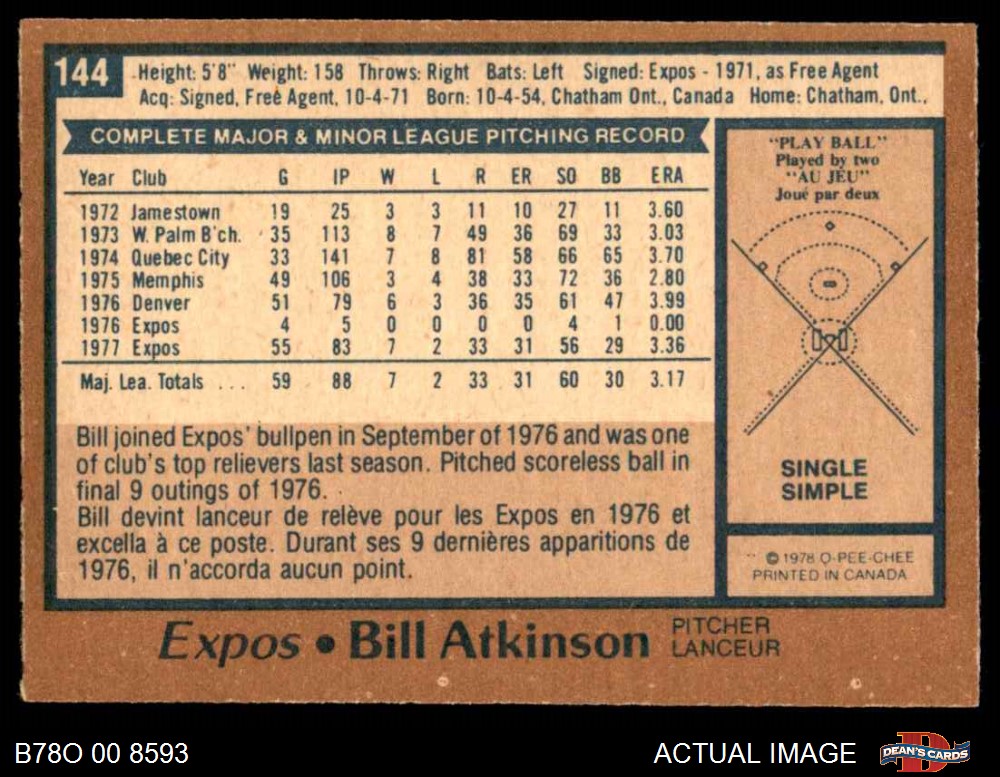 144
Height: 5'8" Weight: 158 Throws: Right Bats: Left Signed: Expos - 1971, as Free Agent
Acq: Signed, Free Agent, 10-4-71 Born: 10-4-54, Chatham Ont., Canada Home: Chatham, Ont.,
COMPLETE MAJOR & MINOR LEAGUE PITCHING RECORD
Year Club G IP W L R ER SO BB ERA
1972 Jamestown 19 25 3 3 11 10 27 11 3.60
1973 W. Palm B'ch. 35 113 8 7 49 36 69 33 3.03
1974 Quebec City 33 141 7 8 81 58 66 65 3.70
1975 Memphis 49 106 3 4 38 33 72 36 2.80
1976 Denver 51 79 6 3 36 35 61 47 3.99
1976 Expos 4 5 0 0 0 0 4 1 0.00
1977 Expos 55 83 7 2 33 31 56 29 3.36
Maj. Lea. Totals ... 59 88 7 2 33 31 60 30 3.17
Bill joined Expos' bullpen in September of 1976 and was one
of club's top relievers last season. Pitched scoreless ball in
final 9 outings of 1976.
Bill devint lanceur de relève pour les Expos en 1976 et
excella à ce poste. Durant ses 9 dernières apparitions de
1976, il n'accorda aucun point.
"PLAY BALL"
Played by two
"AU JEU"
Joué par deux
SINGLE
SIMPLE
© 1978 O-PEE-CHEE
PRINTED IN CANADA
Expos • Bill Atkinson
PITCHER
LANCEUR
B78O 00 8593
ACTUAL IMAGE
D
DEAN'S CARDS